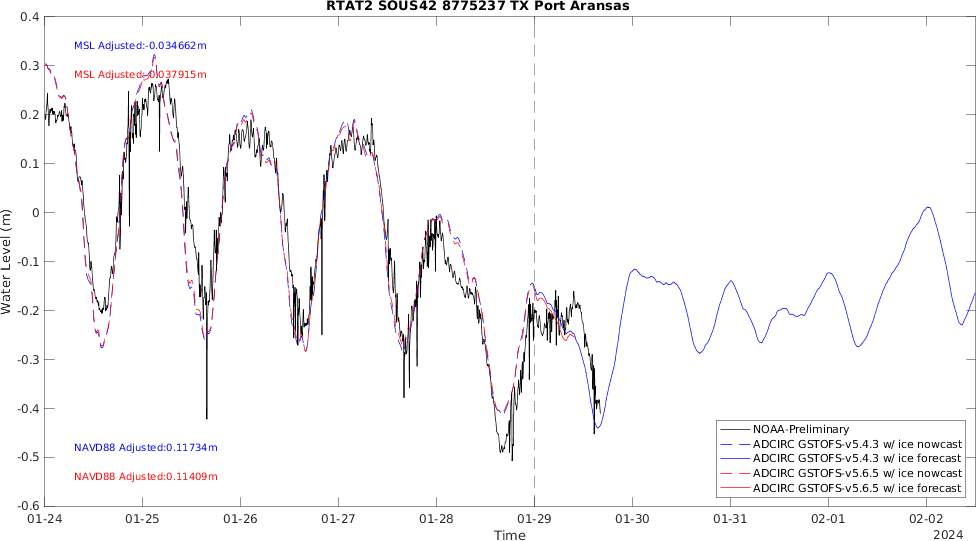 RTAT2 SOUS42 8775237 TX Port Aransas
0.4
0.3
0.2
0.1
0
-0.1
-0.2
-0.3
-0.4
-0.5
-0.6
Water Level (m)
MSL Adjusted:-0.034662m
MSL Adjusted:-0.037915m
NAVD88 Adjusted:0.11734m
NAVD88 Adjusted:0.11409m
NOAA-Preliminary
ADCIRC GSTOFS-v5.4.3 w/ ice nowcast
ADCIRC GSTOFS-v5.4.3 w/ ice forecast
ADCIRC GSTOFS-v5.6.5 w/ ice nowcast
ADCIRC GSTOFS-v5.6.5 w/ ice forecast
01-24 01-25 01-26 01-27 01-28 01-29 01-30 01-31 02-01 02-02
Time
2024